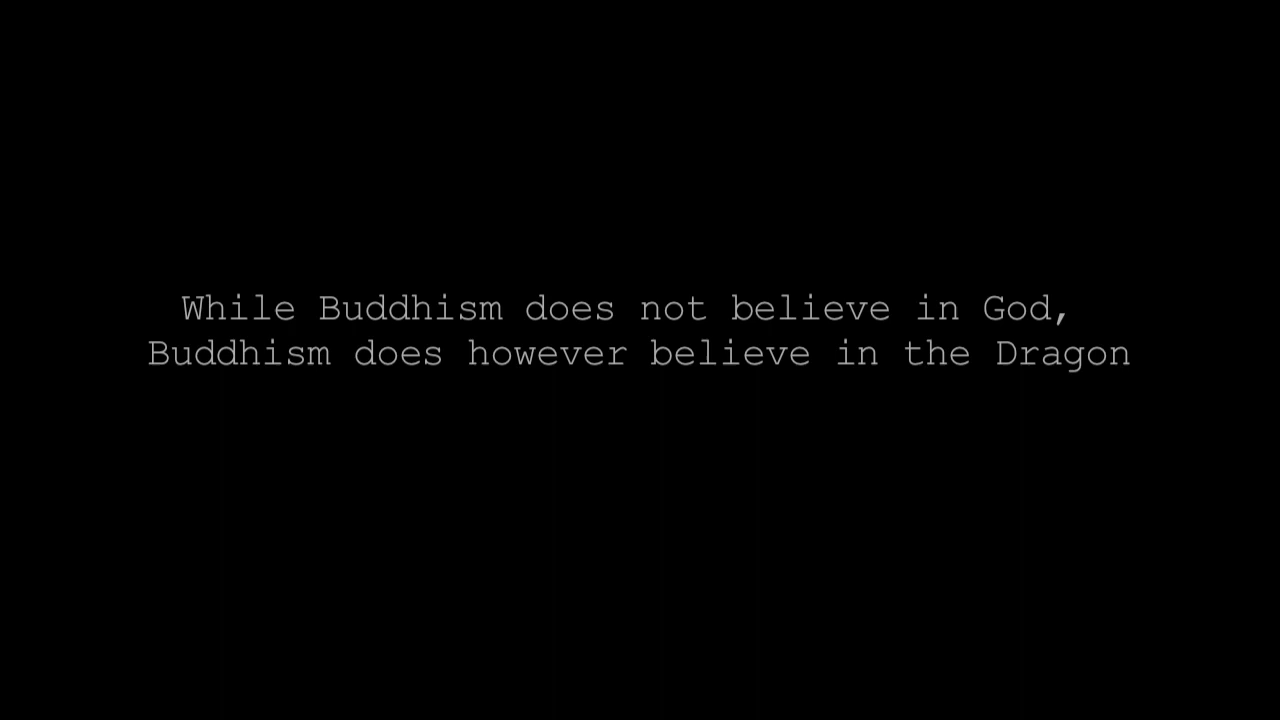 While Buddhism does not believe in God,
Buddhism does however believe in the Dragon